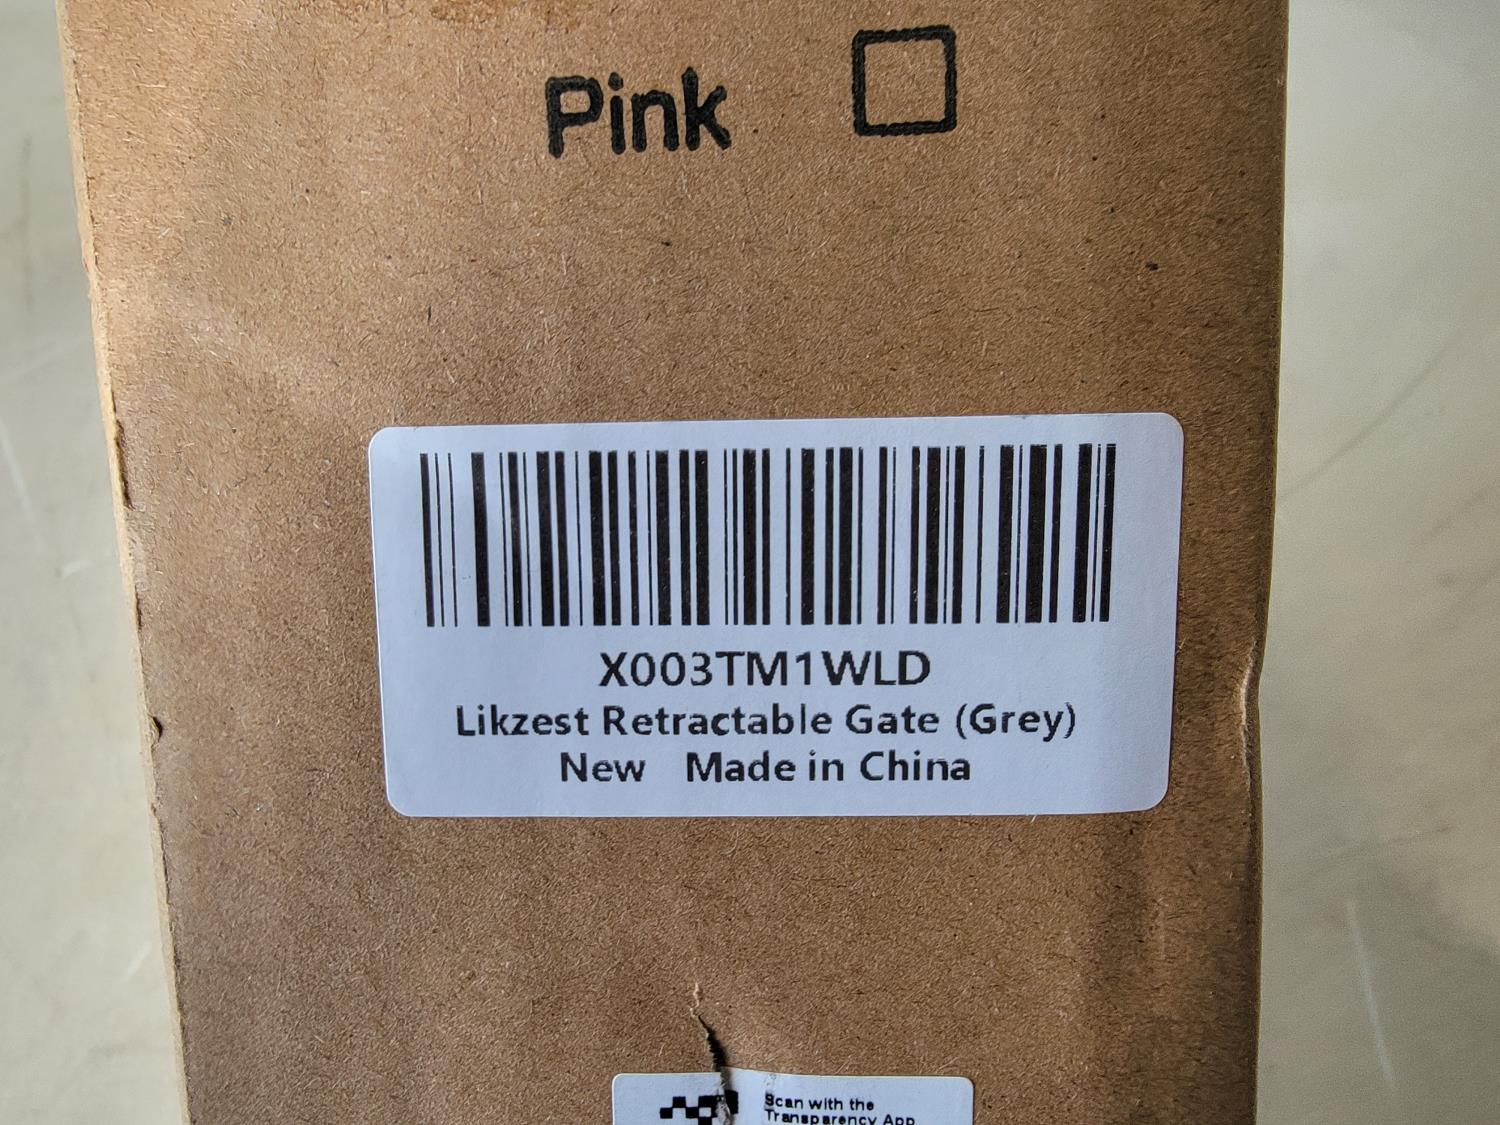 Pink
X003TM1WLD
Likzest Retractable Gate (Grey)
New Made in China
Scan with the
Transparency App